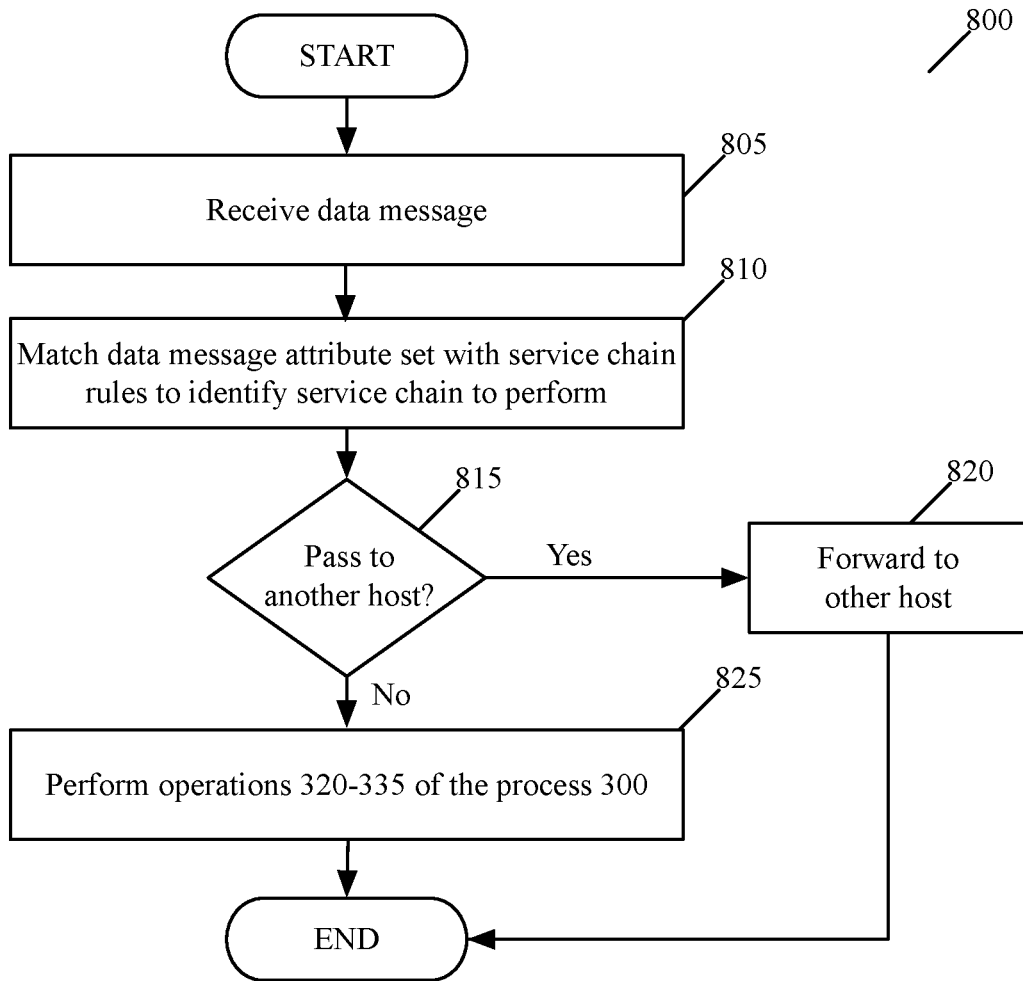 800
START
805
Receive data message
810
Match data message attribute set with service chain
rules to identify service chain to perform
815
Pass to
another host?
Yes
820
Forward to
other host
No
825
Perform operations 320-335 of the process 300
END